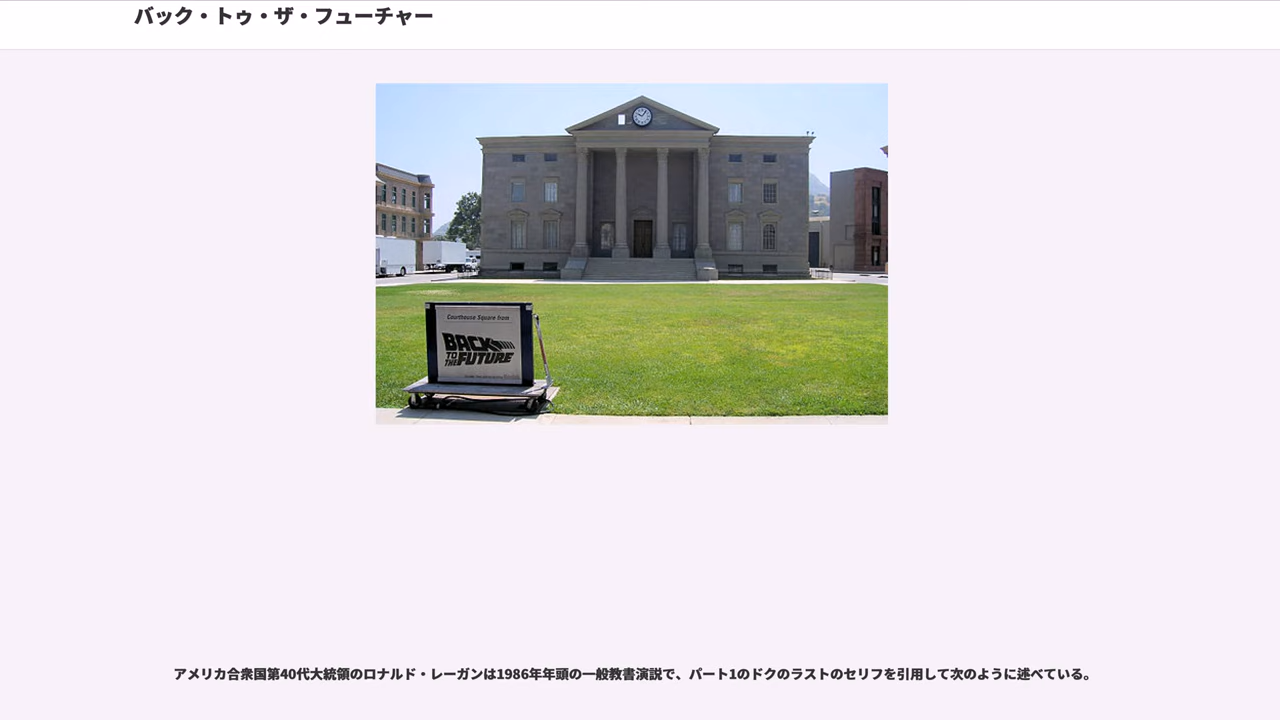 バック・トゥ・ザ・フューチャー
Courthouse Square from
BACK
TO THE FUTURE
アメリカ合衆国第40代大統領のロナルド・レーガンは1986年年頭の一般教書演説で、パート1のドクのラストのセリフを引用して次のように述べている。